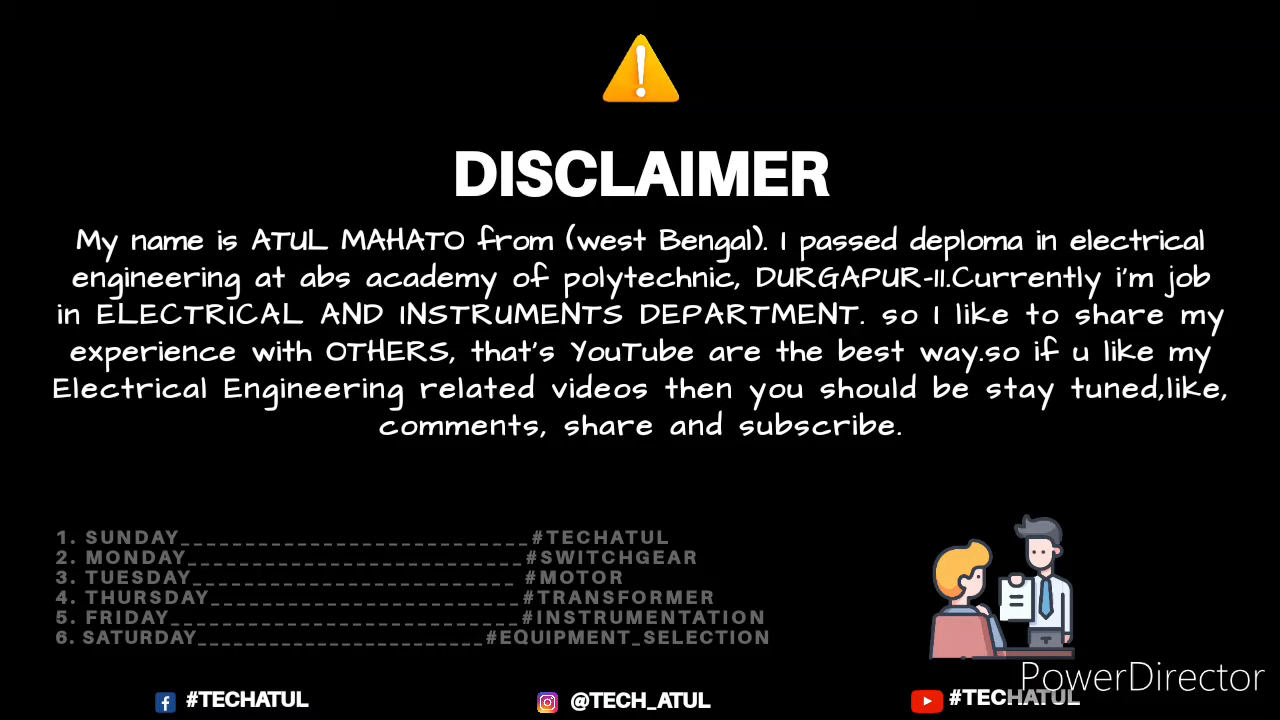 DISCLAIMER
My name is ATUL MAHATO from (west Bengal). I passed deploma in electrical
engineering at abs academy of polytechnic, DURGAPUR-II.Currently i'm job
in ELECTRICAL AND INSTRUMENTS DEPARTMENT. so I like to share my
experience with OTHERS, that's YouTube are the best way.so if u like my
Electrical Engineering related videos then you should be stay tuned,like,
comments, share and subscribe.
1. SUNDAY___________________________#TECHATUL
2. MONDAY__________________________#SWITCHGEAR
3. TUESDAY_________________________ #MOTOR
4. THURSDAY________________________#TRANSFORMER
5. FRIDAY___________________________#INSTRUMENTATION
6. SATURDAY______________________#EQUIPMENT_SELECTION
PowerDirector
#TECHATUL @TECH_ATUL #TECHATUL